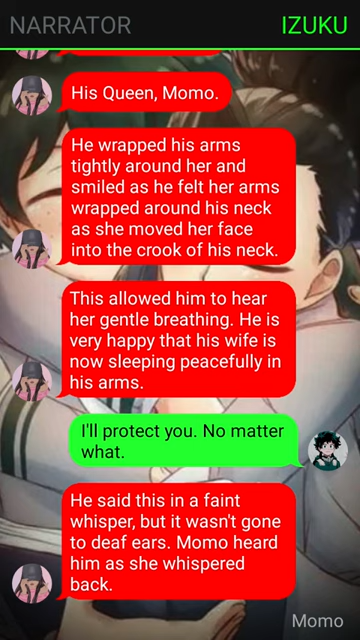 NARRATOR IZUKU
His Queen, Momo.
He wrapped his arms
tightly around her and
smiled as he felt her arms
wrapped around his neck
as she moved her face
into the crook of his neck.
This allowed him to hear
her gentle breathing. He is
very happy that his wife is
now sleeping peacefully in
his arms.
I'll protect you. No matter
what.
He said this in a faint
whisper, but it wasn't gone
to deaf ears. Momo heard
him as she whispered
back.
Momo